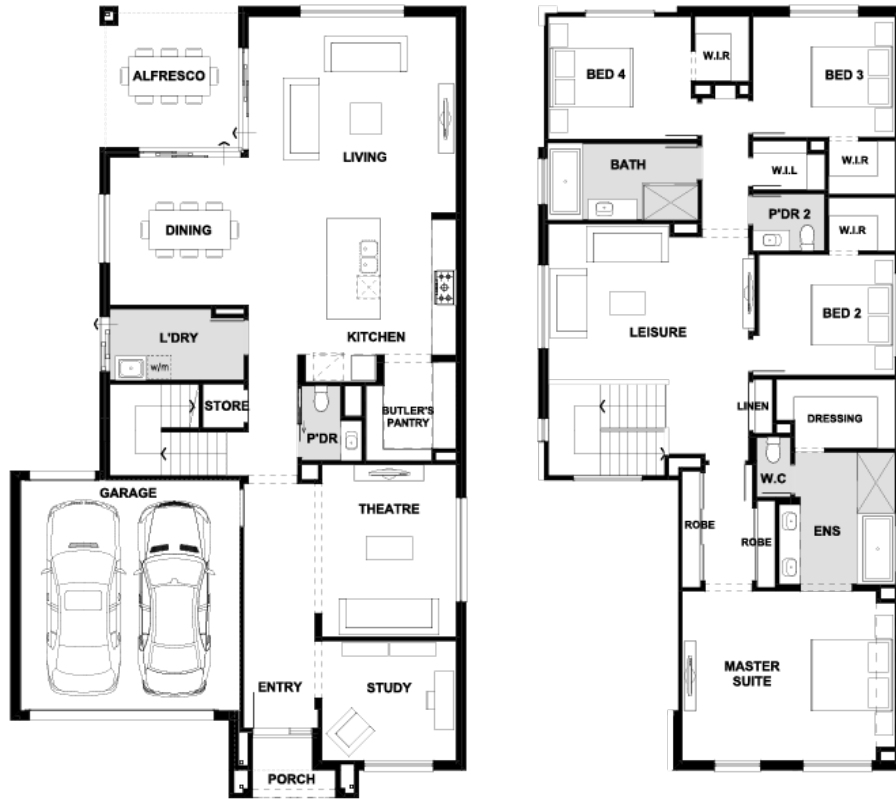 ALFRESCO
LIVING
DINING
KITCHEN
L'DRY
w/m
STORE
P'DR
BUTLER'S
PANTRY
GARAGE
THEATRE
ENTRY
STUDY
PORCH
BED 4
W.I.R
BED 3
BATH
W.I.L
W.I.R
P'DR 2
W.I.R
LEISURE
BED 2
LINEN
DRESSING
W.C
ROBE
ROBE
ENS
MASTER
SUITE